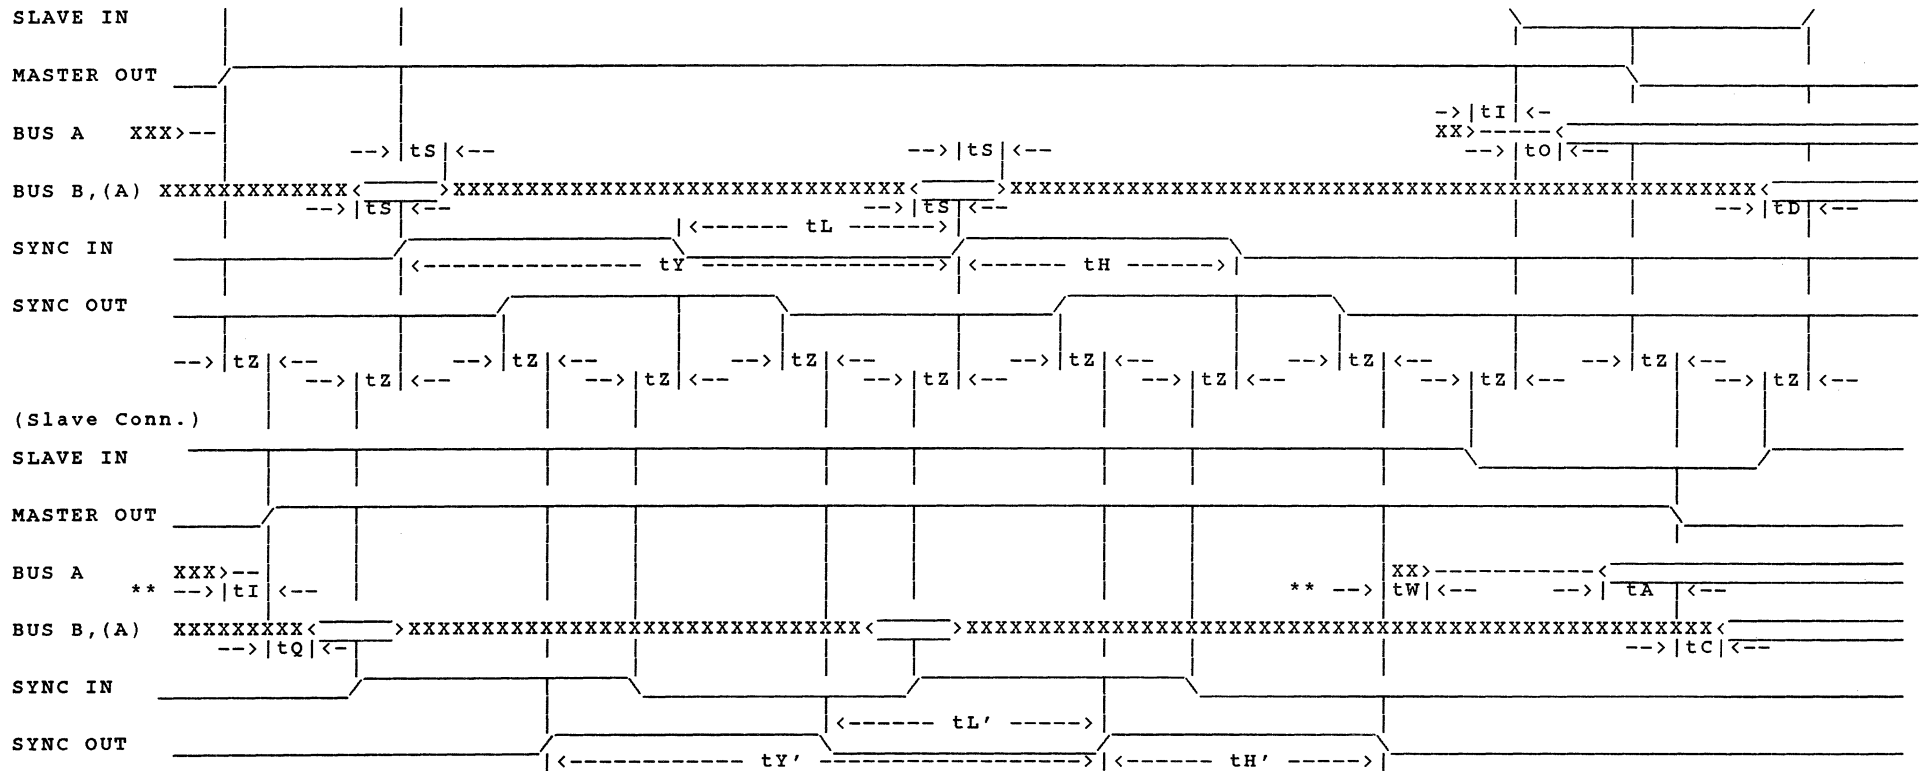 SLAVE IN
MASTER OUT
-->|tI|<-
BUS A XXX>-- XX>-----<
-->|tS|<-- -->|tS|<-- -->|tO|<--
BUS B,(A) XXXXXXXXXXXXX< >XXXXXXXXXXXXXXXXXXXXXXXXXXXXXXX< >XXXXXXXXXXXXXXXXXXXXXXXXXXXXXXXXXXXXXXXXXXXXXXXXXXX<
-->|tS|<-- -->|tS|<-- -->|tD|<--
|<------ tL ------>
SYNC IN
|<---------------- tY ----------------->|<------ tH ------>|
SYNC OUT
-->|tZ|<-- -->|tZ|<-- -->|tZ|<-- -->|tZ|<-- -->|tZ|<-- -->|tZ|<--
-->|tZ|<-- -->|tZ|<-- -->|tZ|<-- -->|tZ|<-- -->|tZ|<-- -->|tZ|<--
(Slave Conn.)
SLAVE IN
MASTER OUT
BUS A XXX>-- XX>------------<
** -->|tI|<-- ** -->|tW|<-- -->| tA |<--
BUS B,(A) XXXXXXXXX< >XXXXXXXXXXXXXXXXXXXXXXXXXXXXXXX< >XXXXXXXXXXXXXXXXXXXXXXXXXXXXXXXXXXXXXXXXXXXXXXXXXXX<
-->|tQ|<- -->|tC|<--
SYNC IN
|<------ tL' ----->
SYNC OUT
|<------------ tY' ------------------->|<------ tH' ----->|